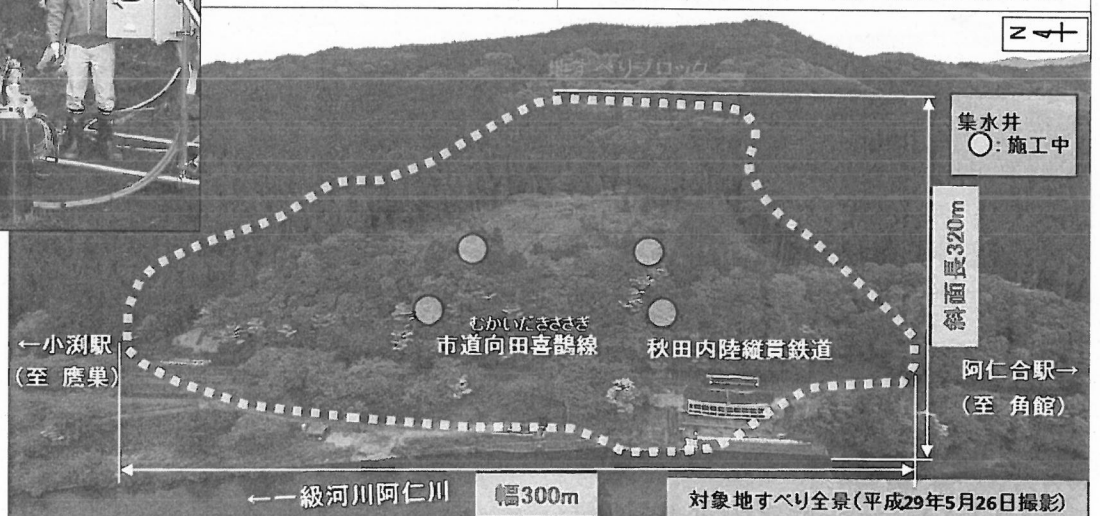 N
地すべりブロック
集水井
○:施工中
斜面長320m
むかいだきささぎ
市道向田喜鵲線
秋田内陸縦貫鉄道
←小渕駅
(至 鷹巣)
阿仁合駅→
(至 角館)
←一級河川阿仁川
幅300m
対象地すべり全景(平成29年5月26日撮影)